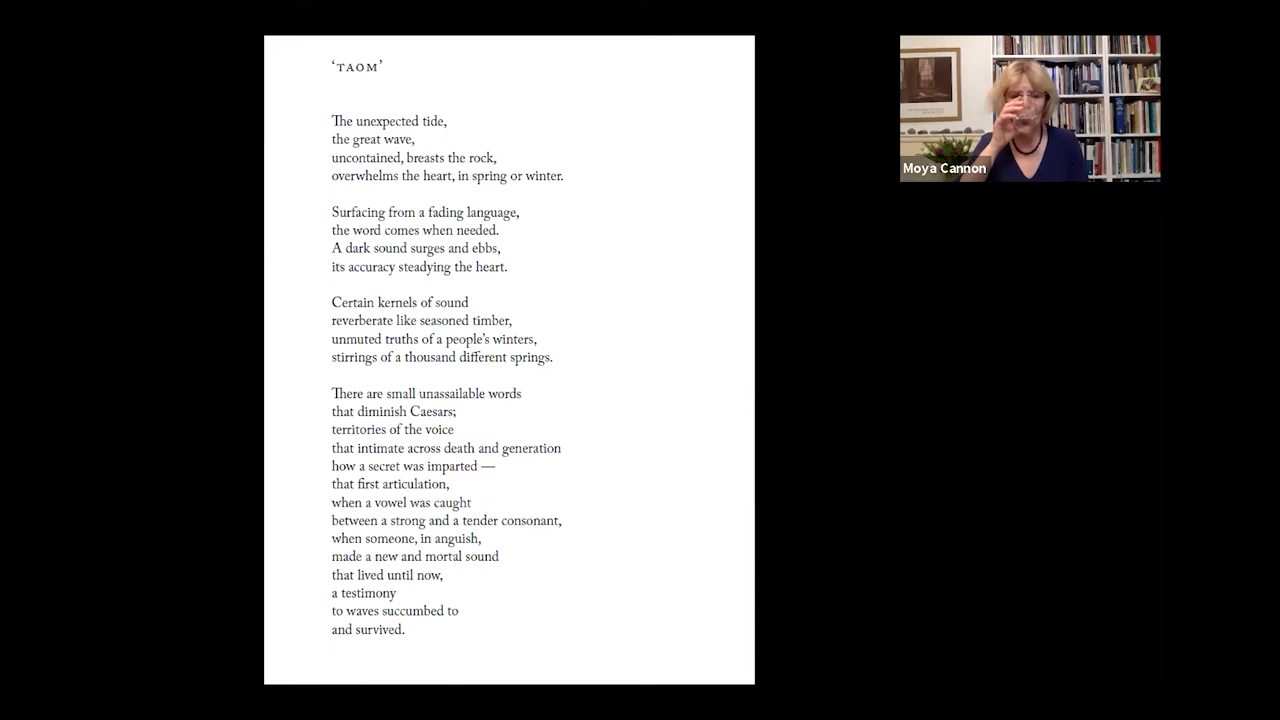 'TAOM'
The unexpected tide,
the great wave,
uncontained, breasts the rock,
overwhelms the heart, in spring or winter.
Surfacing from a fading language,
the word comes when needed.
A dark sound surges and ebbs,
its accuracy steadying the heart.
Certain kernels of sound
reverberate like seasoned timber,
unmuted truths of a people's winters,
stirrings of a thousand different springs.
There are small unassailable words
that diminish Caesars;
territories of the voice
that intimate across death and generation
how a secret was imparted —
that first articulation,
when a vowel was caught
between a strong and a tender consonant,
when someone, in anguish,
made a new and mortal sound
that lived until now,
a testimony
to waves succumbed to
and survived.
Moya Cannon